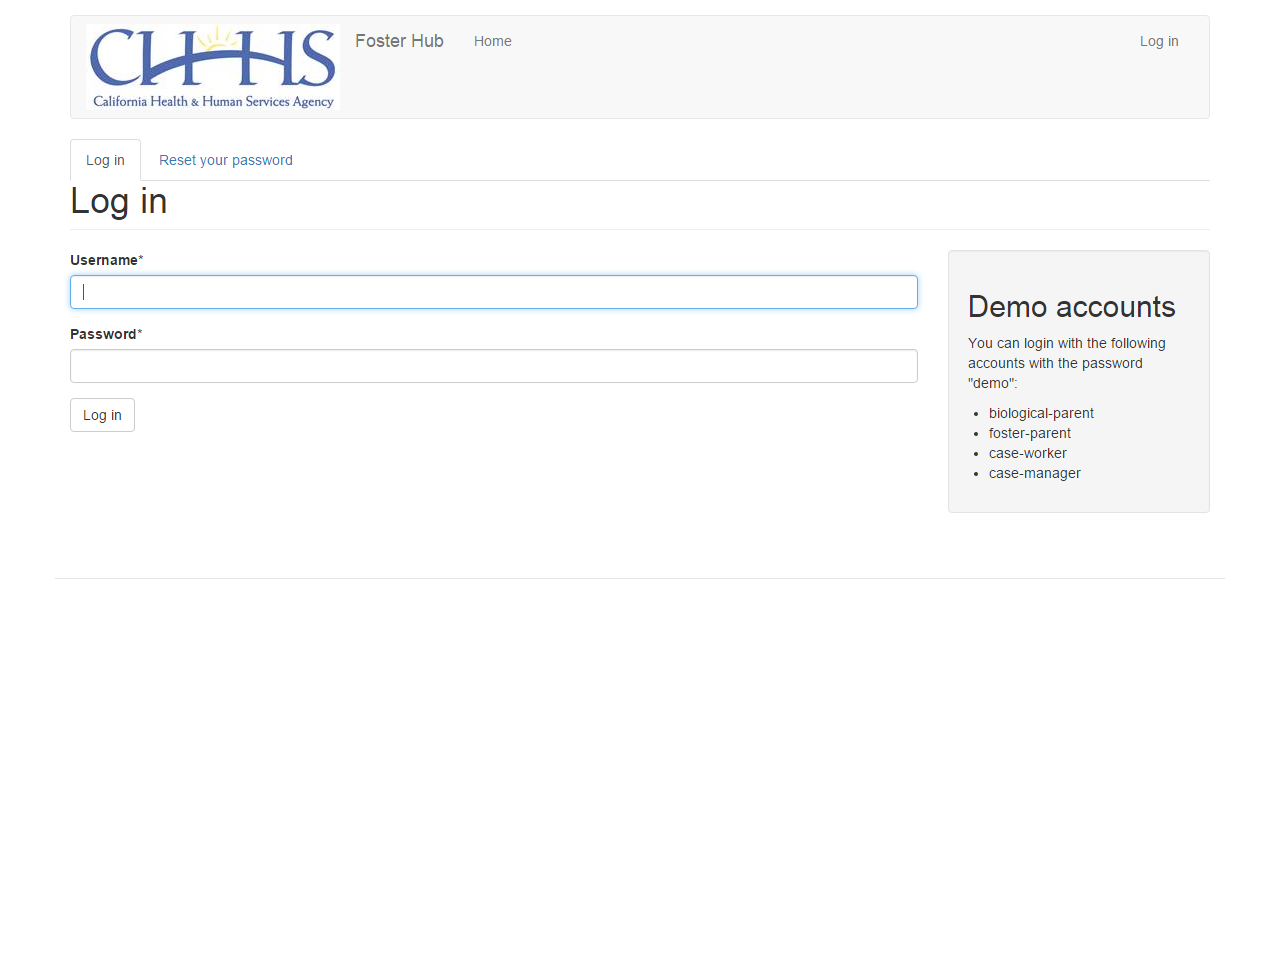 CHHS
California Health & Human Services Agency
Foster Hub
Home
Log in
Log in
Reset your password
Log in
Username*
Password*
Log in
Demo accounts
You can login with the following
accounts with the password
"demo":
biological-parent
foster-parent
case-worker
case-manager